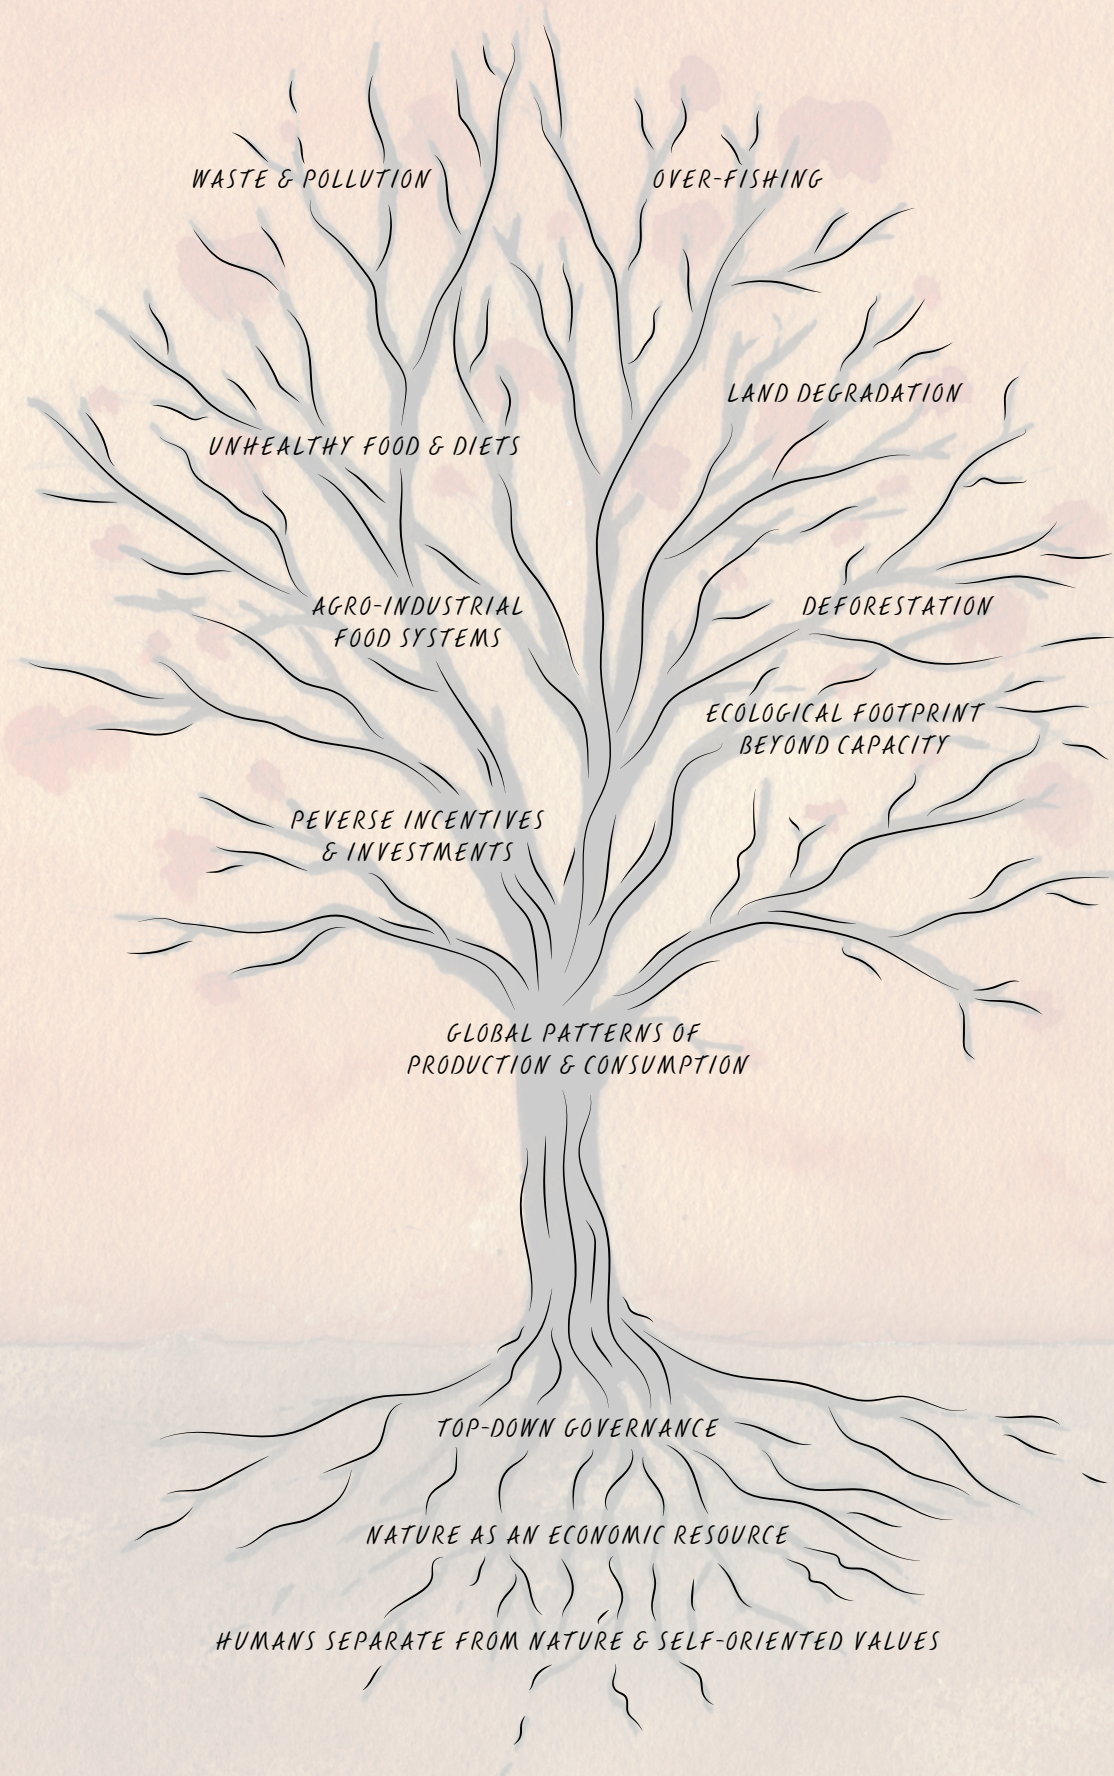 WASTE & POLLUTION
OVER-FISHING
LAND DEGRADATION
UNHEALTHY FOOD & DIETS
AGRO-INDUSTRIAL
FOOD SYSTEMS
DEFORESTATION
ECOLOGICAL FOOTPRINT
BEYOND CAPACITY
PEVERSE INCENTIVES
& INVESTMENTS
GLOBAL PATTERNS OF
PRODUCTION & CONSUMPTION
TOP-DOWN GOVERNANCE
NATURE AS AN ECONOMIC RESOURCE
HUMANS SEPARATE FROM NATURE & SELF-ORIENTED VALUES